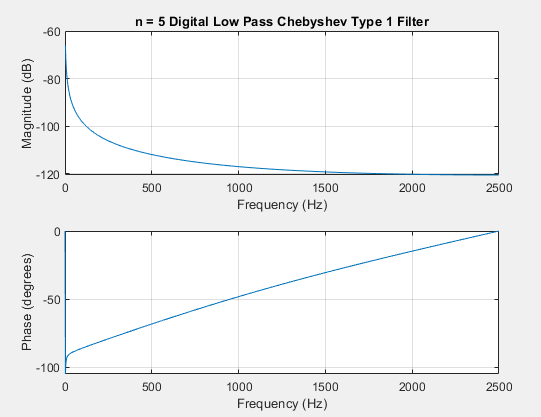 n = 5 Digital Low Pass Chebyshev Type 1 Filter
-60
-80
-100
-120
Magnitude (dB)
0 500 1000 1500 2000 2500
Frequency (Hz)
0
-50
-100
Phase (degrees)
0 500 1000 1500 2000 2500
Frequency (Hz)